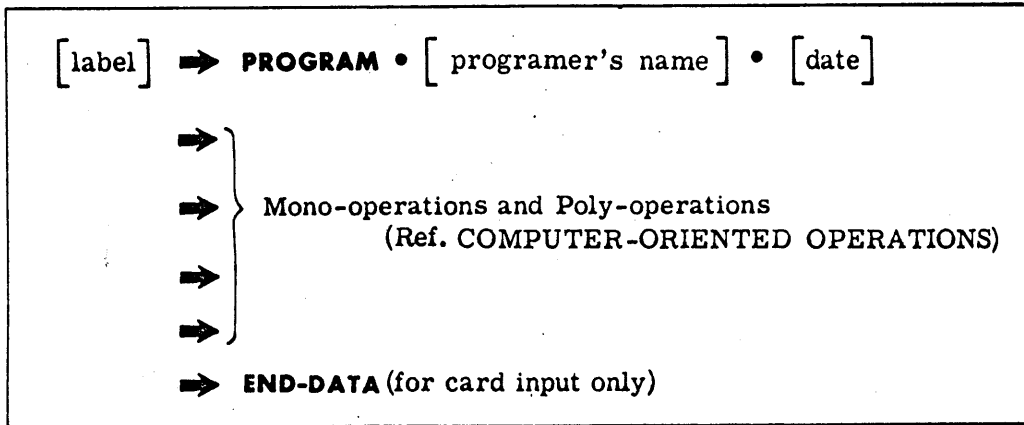 [label] ➡ PROGRAM • [programer's name] • [date]
➡
➡ Mono-operations and Poly-operations
(Ref. COMPUTER-ORIENTED OPERATIONS)
➡
➡
➡ END-DATA (for card input only)